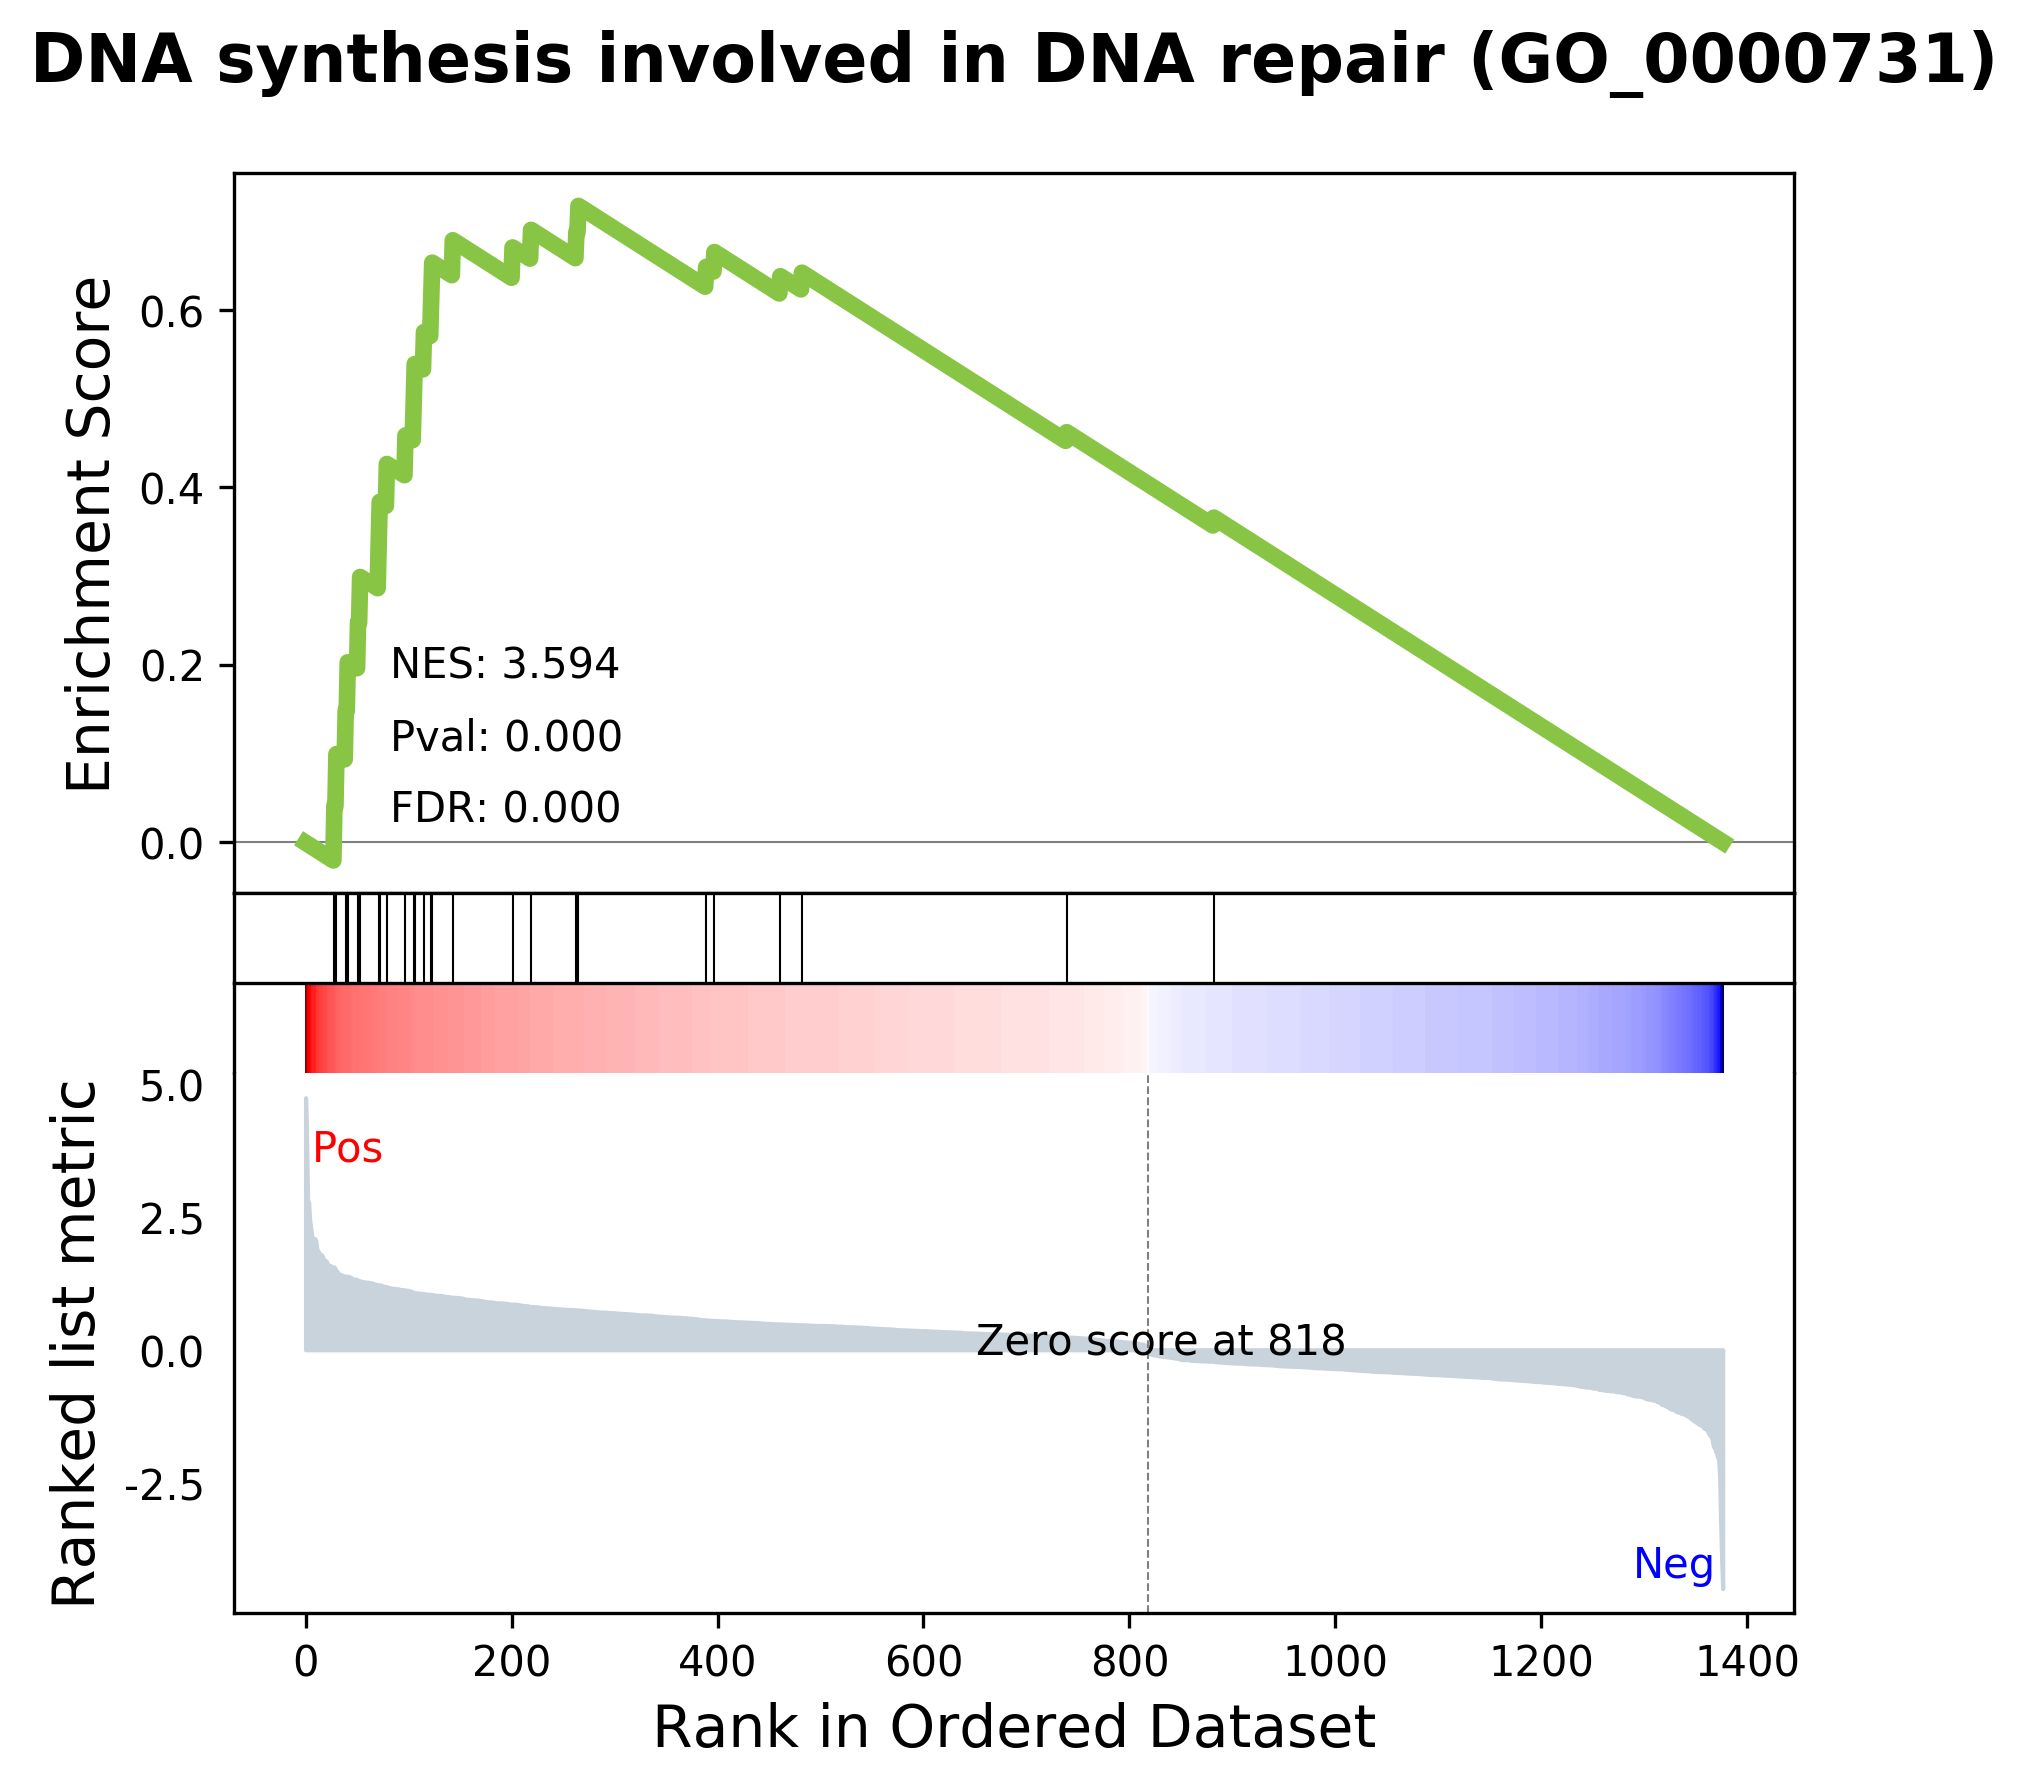 DNA synthesis involved in DNA repair (GO_0000731)
Enrichment Score
0.6
0.4
0.2
0.0
NES: 3.594
Pval: 0.000
FDR: 0.000
Ranked list metric
5.0
2.5
0.0
-2.5
Pos
Zero score at 818
Neg
0 200 400 600 800 1000 1200 1400
Rank in Ordered Dataset